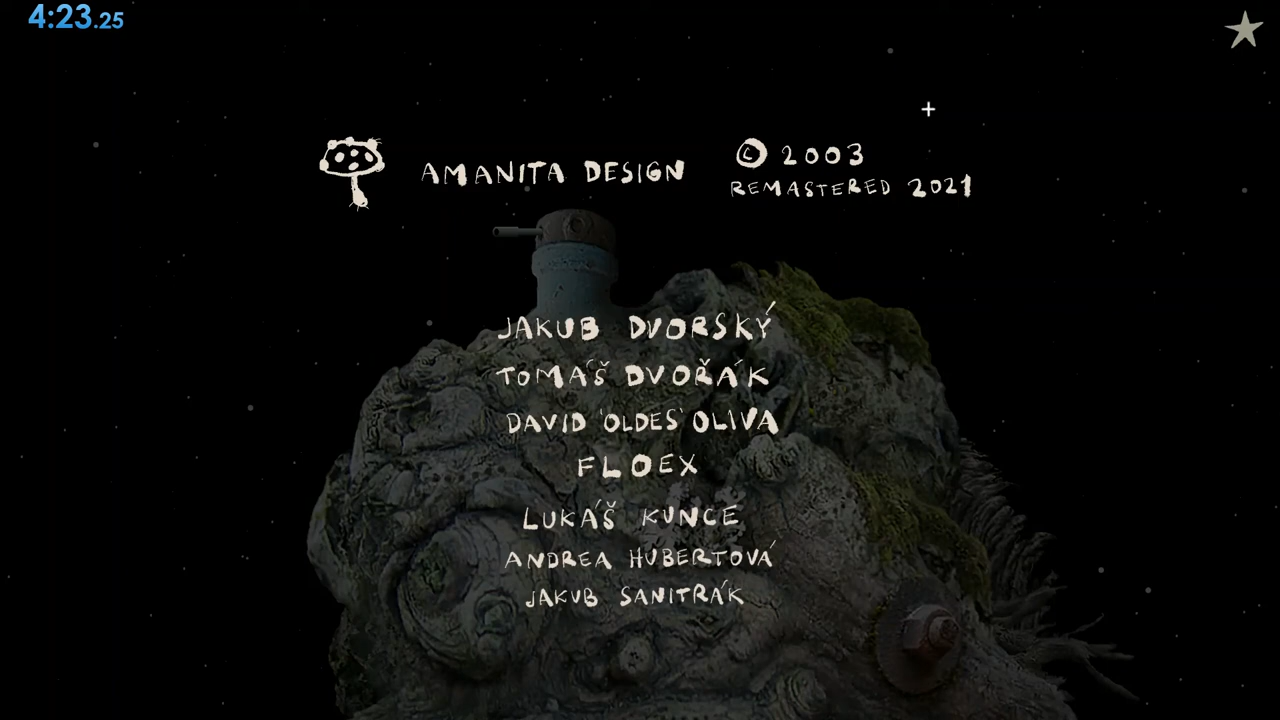 4:23.25
AMANITA DESIGN
© 2003
REMASTERED 2021
JAKUB DVORSKÝ
TOMÁŠ DVOŘÁK
DAVID 'OLDES' OLIVA
FLOEX
LUKÁŠ KUNCE
ANDREA HUBERTOVÁ
JAKUB SANITRÁK